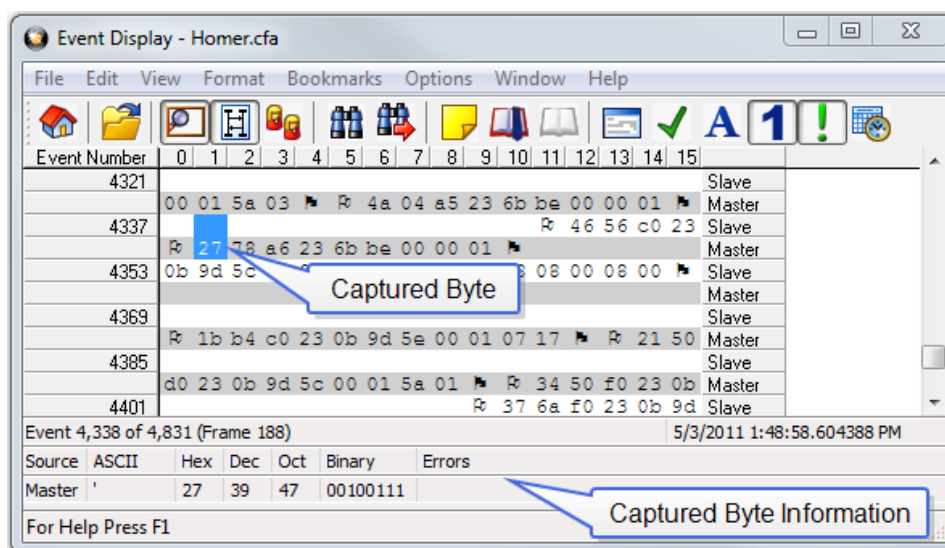 Event Display - Homer.cfa
File Edit View Format Bookmarks Options Window Help
A 1 !
Event Number 0 1 2 3 4 5 6 7 8 9 10 11 12 13 14 15
4321 Slave
00 01 5a 03 4a 04 a5 23 6b be 00 00 01 Master
4337 46 56 c0 23 Slave
27 78 a6 23 6b be 00 00 01 Master
4353 0b 9d 5c 08 00 08 00 Slave
Captured Byte
Master
4369 Slave
1b b4 c0 23 0b 9d 5e 00 01 07 17 21 50 Master
4385 Slave
d0 23 0b 9d 5c 00 01 5a 01 34 50 f0 23 0b Master
4401 37 6a f0 23 0b 9d Slave
Event 4,338 of 4,831 (Frame 188) 5/3/2011 1:48:58.604388 PM
Source ASCII Hex Dec Oct Binary Errors
Master ' 27 39 47 00100111
Captured Byte Information
For Help Press F1